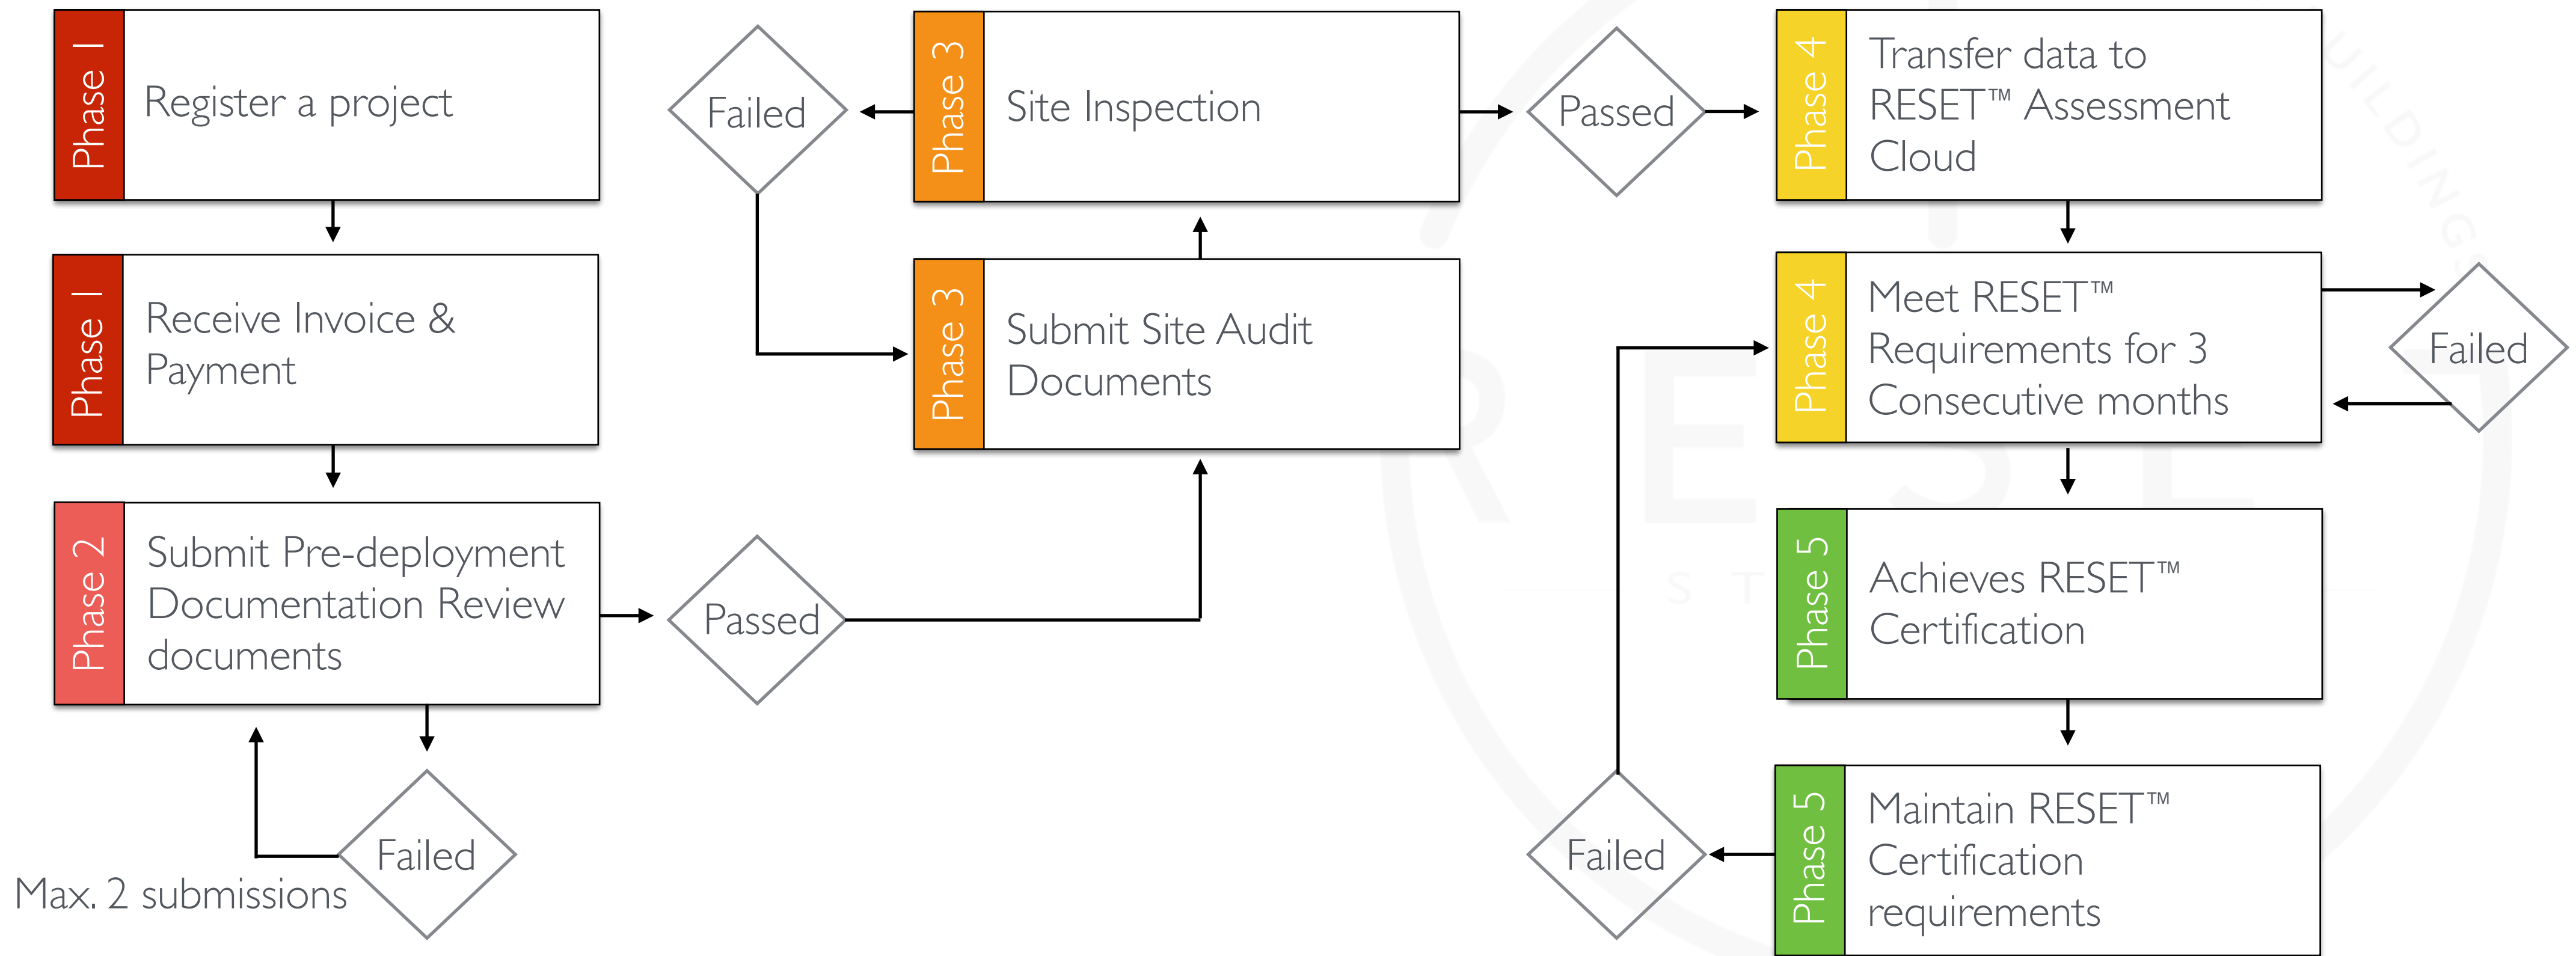 Phase 1
Register a project
Phase 1
Receive Invoice &
Payment
Phase 2
Submit Pre-deployment
Documentation Review
documents
Failed
Max. 2 submissions
Passed
Failed
Phase 3
Site Inspection
Phase 3
Submit Site Audit
Documents
Passed
Phase 4
Transfer data to
RESET™ Assessment
Cloud
Phase 4
Meet RESET™
Requirements for 3
Consecutive months
Failed
Phase 5
Achieves RESET™
Certification
Phase 5
Maintain RESET™
Certification
requirements
Failed